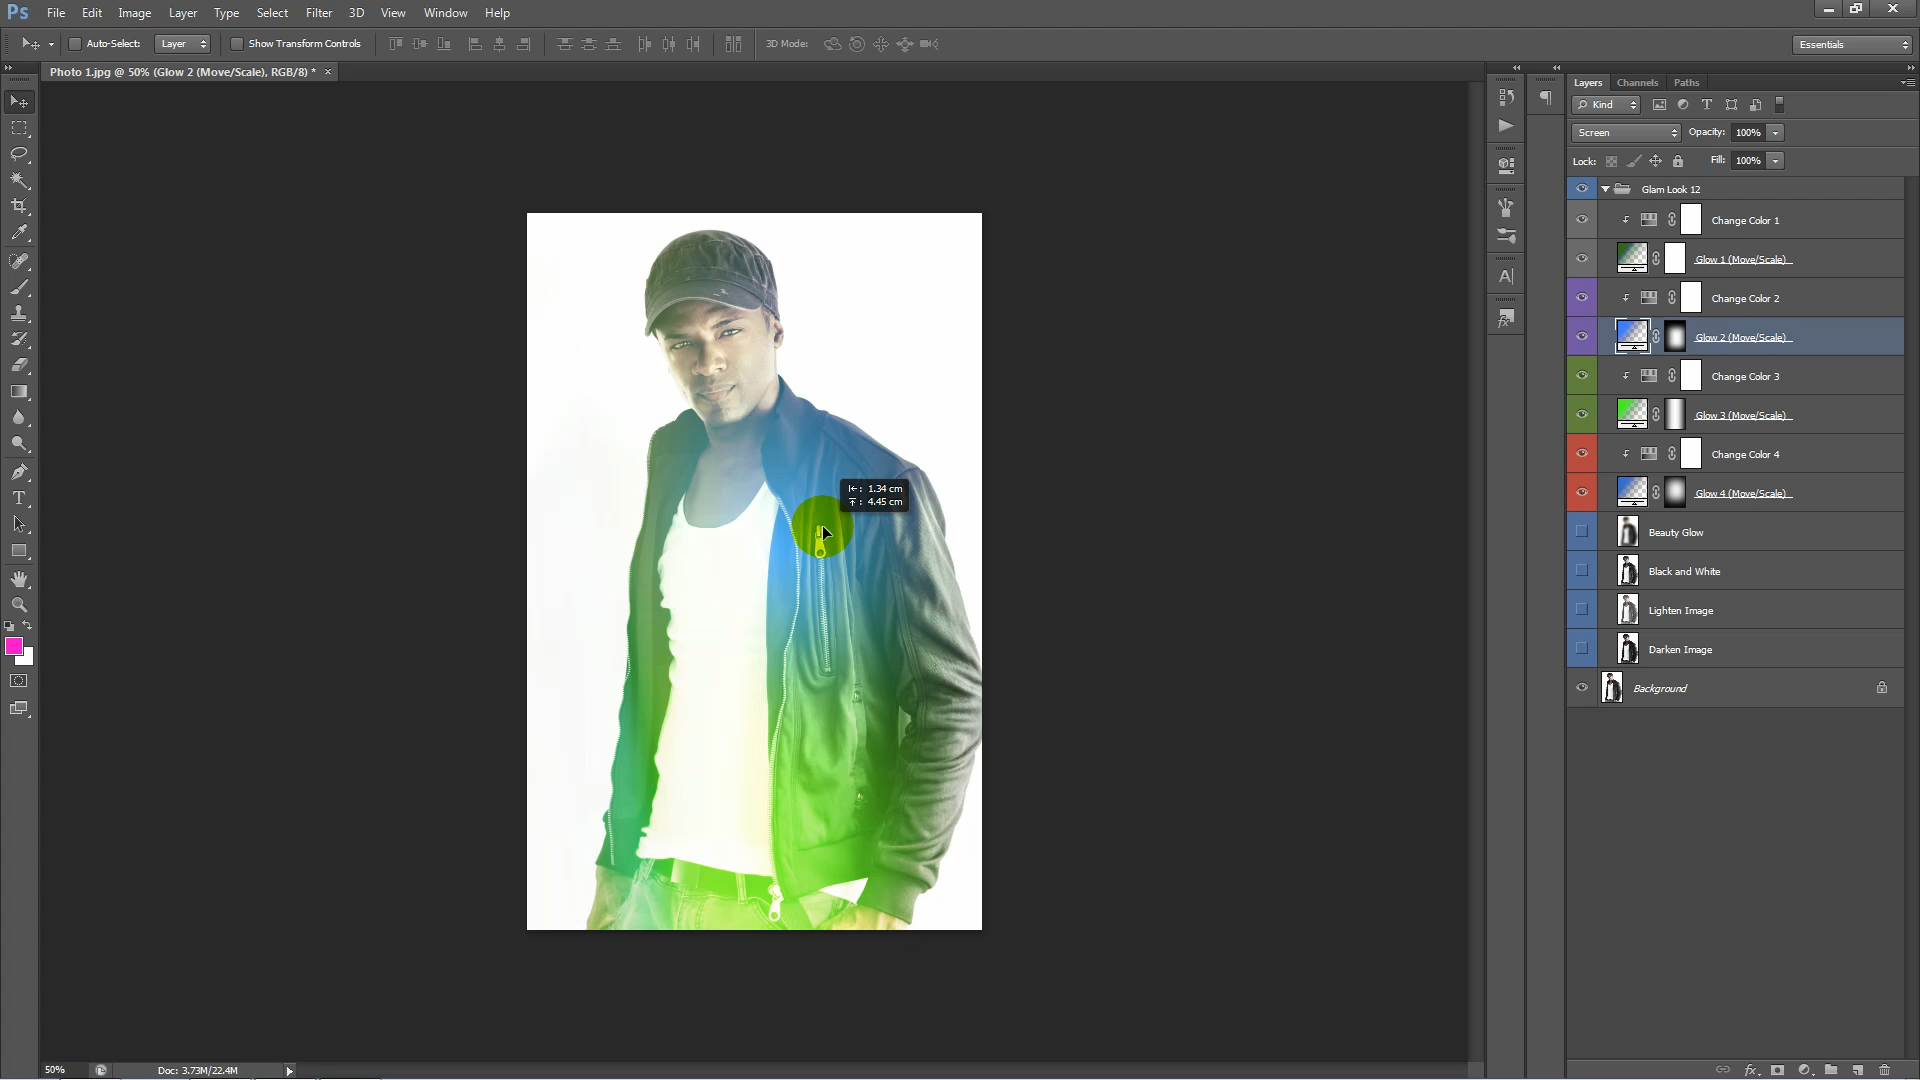 Ps File Edit Image Layer Type Select Filter 3D View Window Help
Auto-Select: Layer Show Transform Controls 3D Mode: Essentials
Photo 1.jpg @ 50% (Glow 2 (Move/Scale), RGB/8) * ×
Layers Channels Paths
Kind
Screen Opacity: 100%
Lock: Fill: 100%
Glam Look 12
Change Color 1
Glow 1 (Move/Scale)
Change Color 2
Glow 2 (Move/Scale)
Change Color 3
Glow 3 (Move/Scale)
Change Color 4
Glow 4 (Move/Scale)
Beauty Glow
Black and White
Lighten Image
Darken Image
Background
1.34 cm
4.45 cm
50% Doc: 3.73M/22.4M